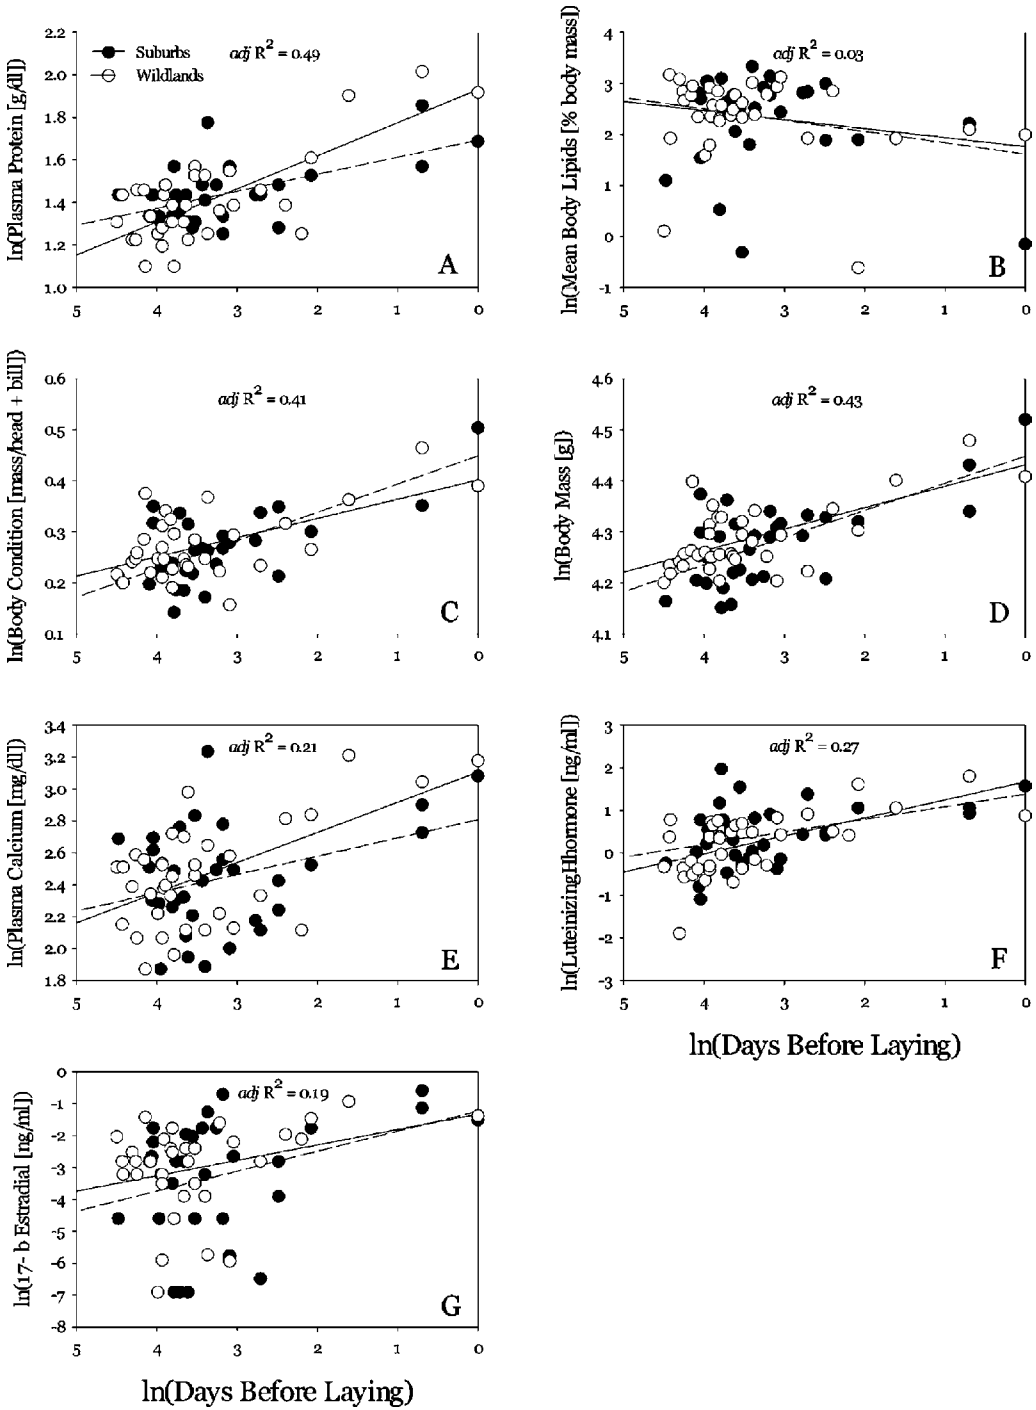 ln(Plasma Protein [g/dl])
2.2
2.0
1.8
1.6
1.4
1.2
1.0
Suburbs
Wildlands
adj R2 = 0.49
A
5 4 3 2 1 0
ln(Mean Body Lipids [% body mass])
4
3
2
1
0
-1
adj R2 = 0.03
B
5 4 3 2 1 0
ln(Body Condition [mass/head + bill])
0.6
0.5
0.4
0.3
0.2
0.1
adj R2 = 0.41
C
5 4 3 2 1 0
ln(Body Mass [g])
4.6
4.5
4.4
4.3
4.2
4.1
adj R2 = 0.43
D
5 4 3 2 1 0
ln(Plasma Calcium [mg/dl])
3.4
3.2
3.0
2.8
2.6
2.4
2.2
2.0
1.8
adj R2 = 0.21
E
5 4 3 2 1 0
ln(LuteinizingHhormone [ng/ml])
3
2
1
0
-1
-2
-3
adj R2 = 0.27
F
5 4 3 2 1 0
ln(Days Before Laying)
ln(17- b Estradial [ng/ml])
0
-1
-2
-3
-4
-5
-6
-7
-8
adj R2 = 0.19
G
5 4 3 2 1 0
ln(Days Before Laying)